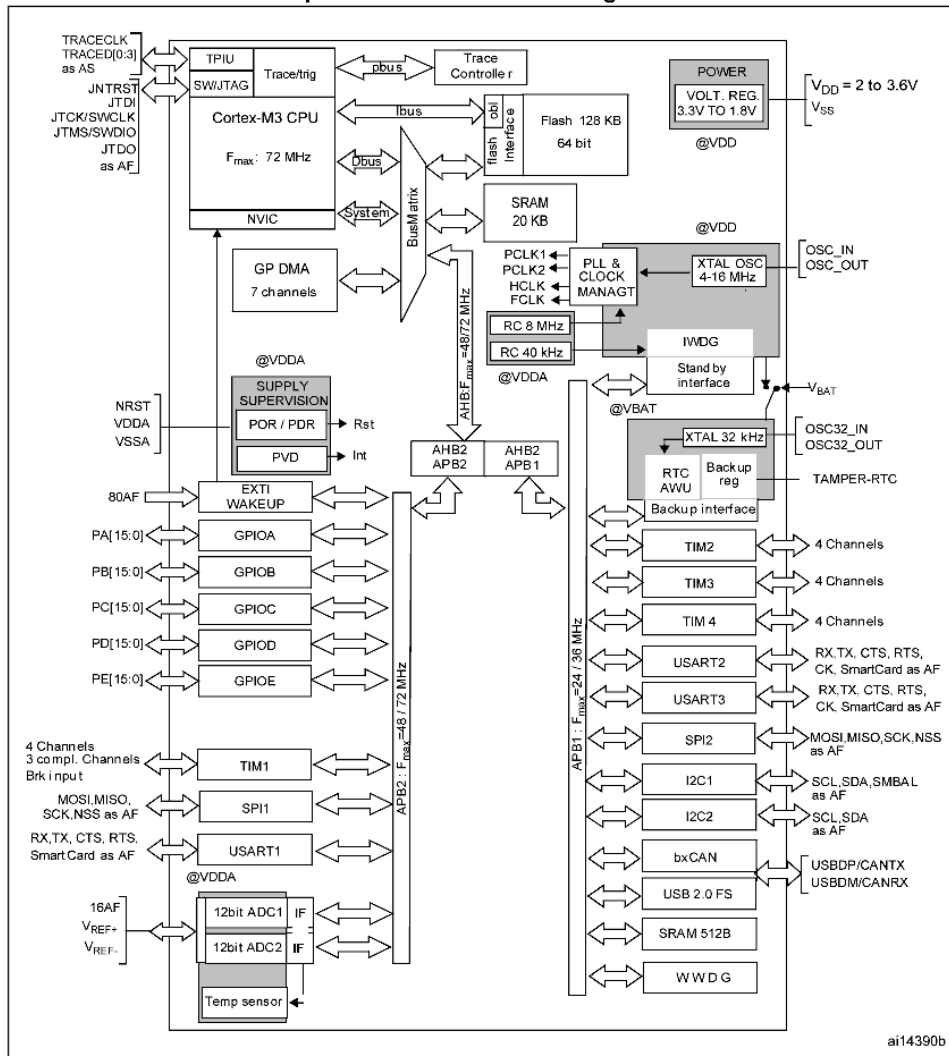 TRACECLK
TRACED[0:3]
as AS
JNTRST
JTDI
JTCK/SWCLK
JTMS/SWDIO
JTDO
as AF
TPIU
SW/JTAG
Trace/trig
Cortex-M3 CPU
Fmax: 72 MHz
NVIC
pbus
Trace
Controller
Ibus
Dbus
System
BusMatrix
flash obl
Interface
Flash 128 KB
64 bit
SRAM
20 KB
POWER
VOLT. REG.
3.3V TO 1.8V
@VDD
VDD = 2 to 3.6V
VSS
GP DMA
7 channels
AHB:Fmax=48/72 MHz
@VDD
PCLK1
PCLK2
HCLK
FCLK
PLL &
CLOCK
MANAGT
XTAL OSC
4-16 MHz
OSC_IN
OSC_OUT
RC 8 MHz
RC 40 kHz
@VDDA
IWDG
Stand by
interface
@VBAT
VBAT
@VDDA
SUPPLY
SUPERVISION
NRST
VDDA
VSSA
POR / PDR
Rst
PVD
Int
AHB2
APB2
AHB2
APB1
XTAL 32 kHz
OSC32_IN
OSC32_OUT
RTC
AWU
Backup
reg
TAMPER-RTC
Backup interface
80AF
EXTI
WAKEUP
PA[15:0]
GPIOA
PB[15:0]
GPIOB
PC[15:0]
GPIOC
PD[15:0]
GPIOD
PE[15:0]
GPIOE
4 Channels
3 compl. Channels
Brk input
TIM1
MOSI,MISO,
SCK,NSS as AF
SPI1
RX,TX, CTS, RTS,
SmartCard as AF
USART1
@VDDA
16AF
VREF+
VREF-
12bit ADC1
IF
12bit ADC2
IF
Temp sensor
APB2 : Fmax=48 / 72 MHz
APB1 : Fmax=24 / 36 MHz
TIM2
4 Channels
TIM3
4 Channels
TIM 4
4 Channels
USART2
RX,TX, CTS, RTS,
CK, SmartCard as AF
USART3
RX,TX, CTS, RTS,
CK, SmartCard as AF
SPI2
MOSI,MISO,SCK,NSS
as AF
I2C1
SCL,SDA,SMBAL
as AF
I2C2
SCL,SDA
as AF
bxCAN
USBDP/CANTX
USBDM/CANRX
USB 2.0 FS
SRAM 512B
WWDG
ai14390b